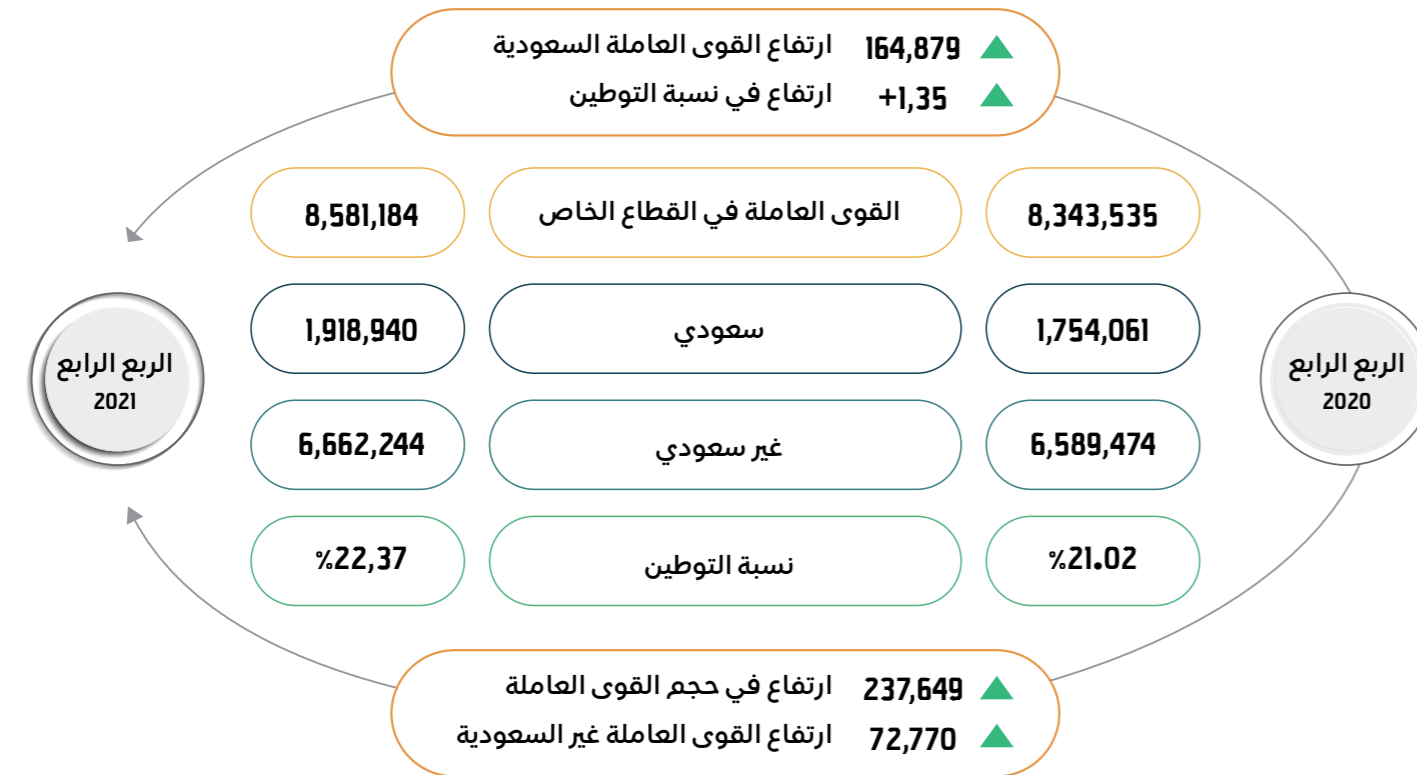 164,879 ارتفاع القوى العاملة السعودية
+1,35 ارتفاع في نسبة التوطين
8,343,535 القوى العاملة في القطاع الخاص 8,581,184
1,754,061 سعودي 1,918,940
الربع الرابع
2020
الربع الرابع
2021
6,589,474 غير سعودي 6,662,244
%21.02 نسبة التوطين %22,37
237,649 ارتفاع في حجم القوى العاملة
72,770 ارتفاع القوى العاملة غير السعودية